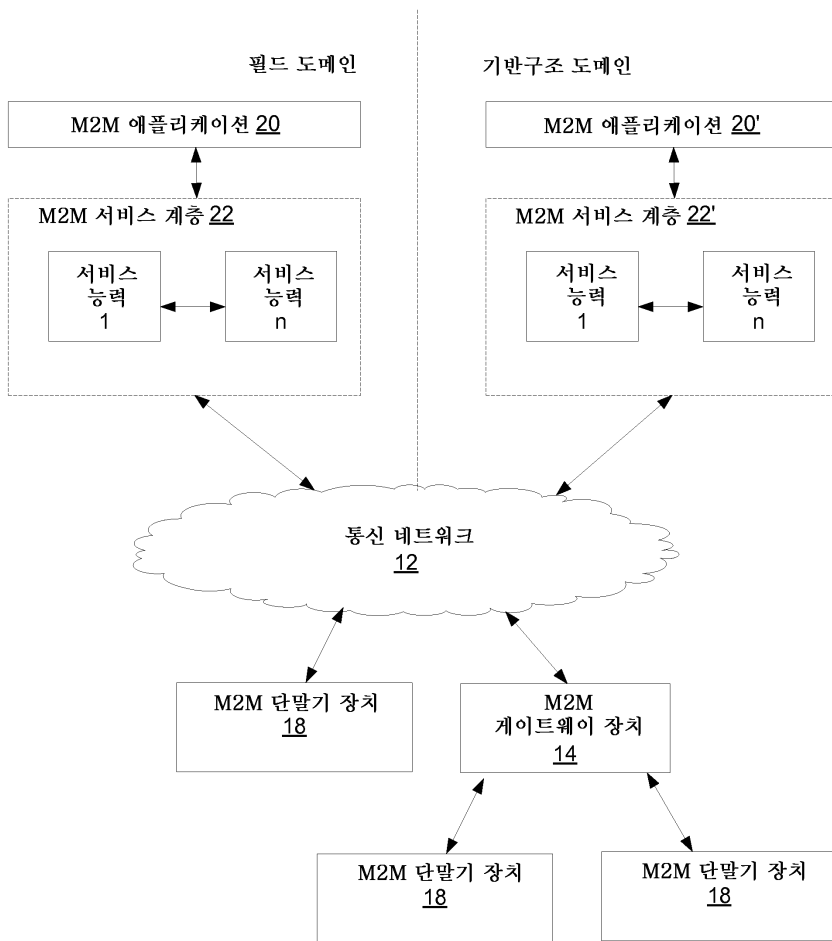 필드 도메인
기반구조 도메인
M2M 애플리케이션 20
M2M 애플리케이션 20'
M2M 서비스 계층 22
M2M 서비스 계층 22'
서비스
능력
1
서비스
능력
n
서비스
능력
1
서비스
능력
n
통신 네트워크
12
M2M 단말기 장치
18
M2M
게이트웨이 장치
14
M2M 단말기 장치
18
M2M 단말기 장치
18